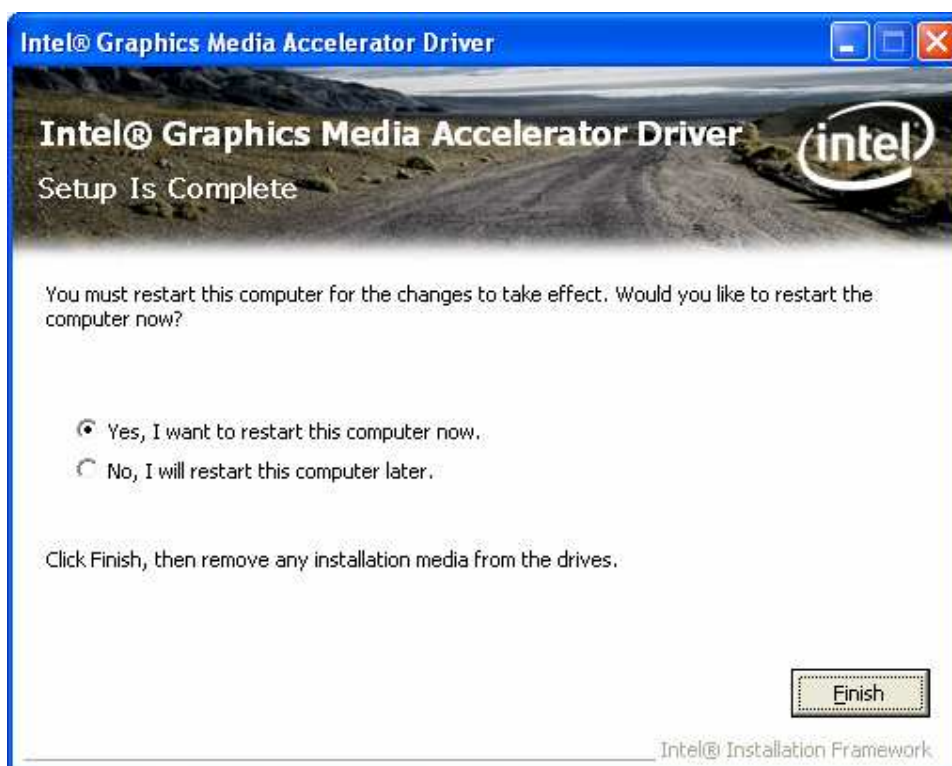 Intel® Graphics Media Accelerator Driver
Intel® Graphics Media Accelerator Driver
intel
Setup Is Complete
You must restart this computer for the changes to take effect. Would you like to restart the
computer now?
Yes, I want to restart this computer now.
No, I will restart this computer later.
Click Finish, then remove any installation media from the drives.
Finish
Intel® Installation Framework